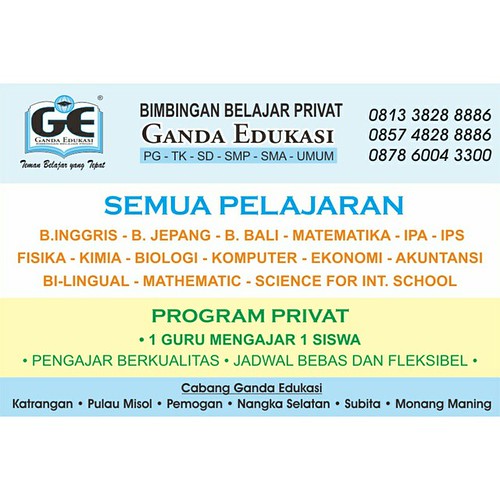 GE
®
GANDA EDUKASI
Teman Belajar yang Tepat
BIMBINGAN BELAJAR PRIVAT
GANDA EDUKASI
PG - TK - SD - SMP - SMA - UMUM
0813 3828 8886
0857 4828 8886
0878 6004 3300
SEMUA PELAJARAN
B.INGGRIS - B. JEPANG - B. BALI - MATEMATIKA - IPA - IPS
FISIKA - KIMIA - BIOLOGI - KOMPUTER - EKONOMI - AKUNTANSI
BI-LINGUAL - MATHEMATIC - SCIENCE FOR INT. SCHOOL
PROGRAM PRIVAT
• 1 GURU MENGAJAR 1 SISWA
• PENGAJAR BERKUALITAS • JADWAL BEBAS DAN FLEKSIBEL •
Cabang Ganda Edukasi
Katrangan • Pulau Misol • Pemogan • Nangka Selatan • Subita • Monang Maning